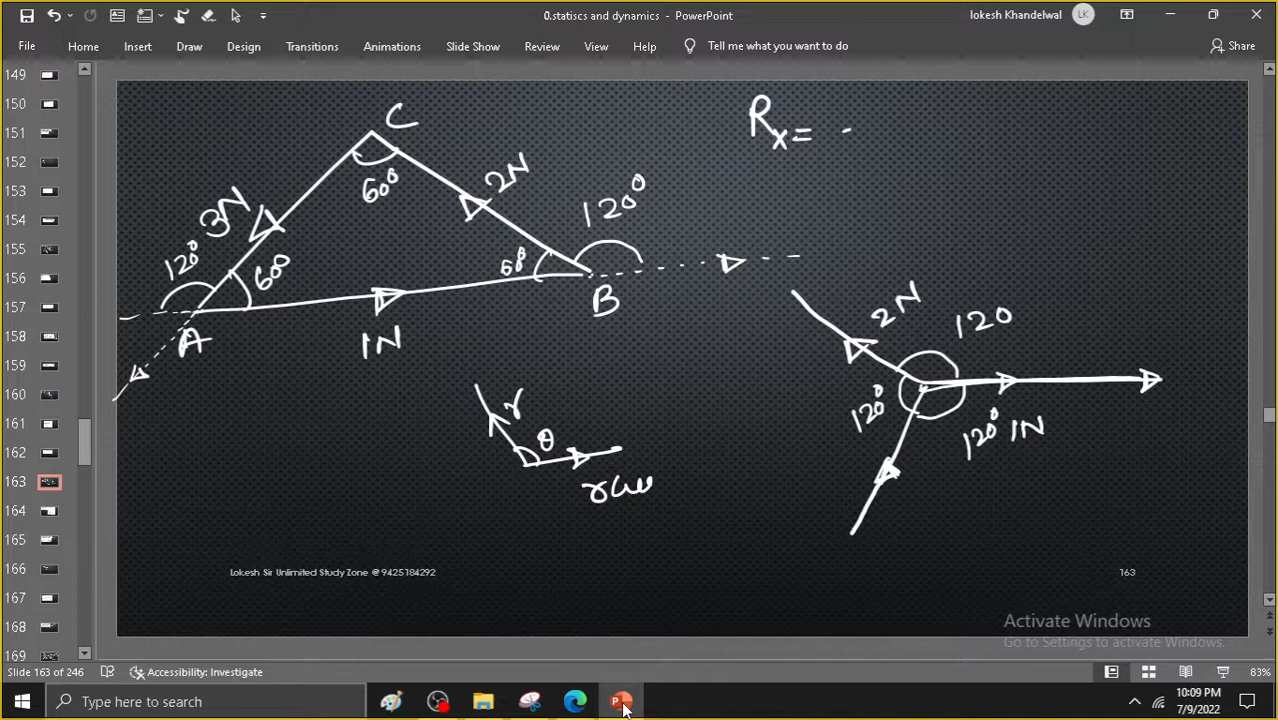 0.statiscs and dynamics - PowerPoint
lokesh Khandelwal
LK
File Home Insert Draw Design Transitions Animations Slide Show Review View Help Tell me what you want to do
Share
149
150
151
152
153
154
155
156
157
158
159
160
161
162
163
164
165
166
167
168
169
C
60°
3N
2N
120°
120°
60°
60°
A
1N
B
Rx= -
r
θ
2N
120
120°
120° 1N
Lokesh Sir Unlimited Study Zone @9425184292
163
Activate Windows
Go to Settings to activate Windows.
Slide 163 of 246
Accessibility: Investigate
83%
Type here to search
10:09 PM
7/9/2022